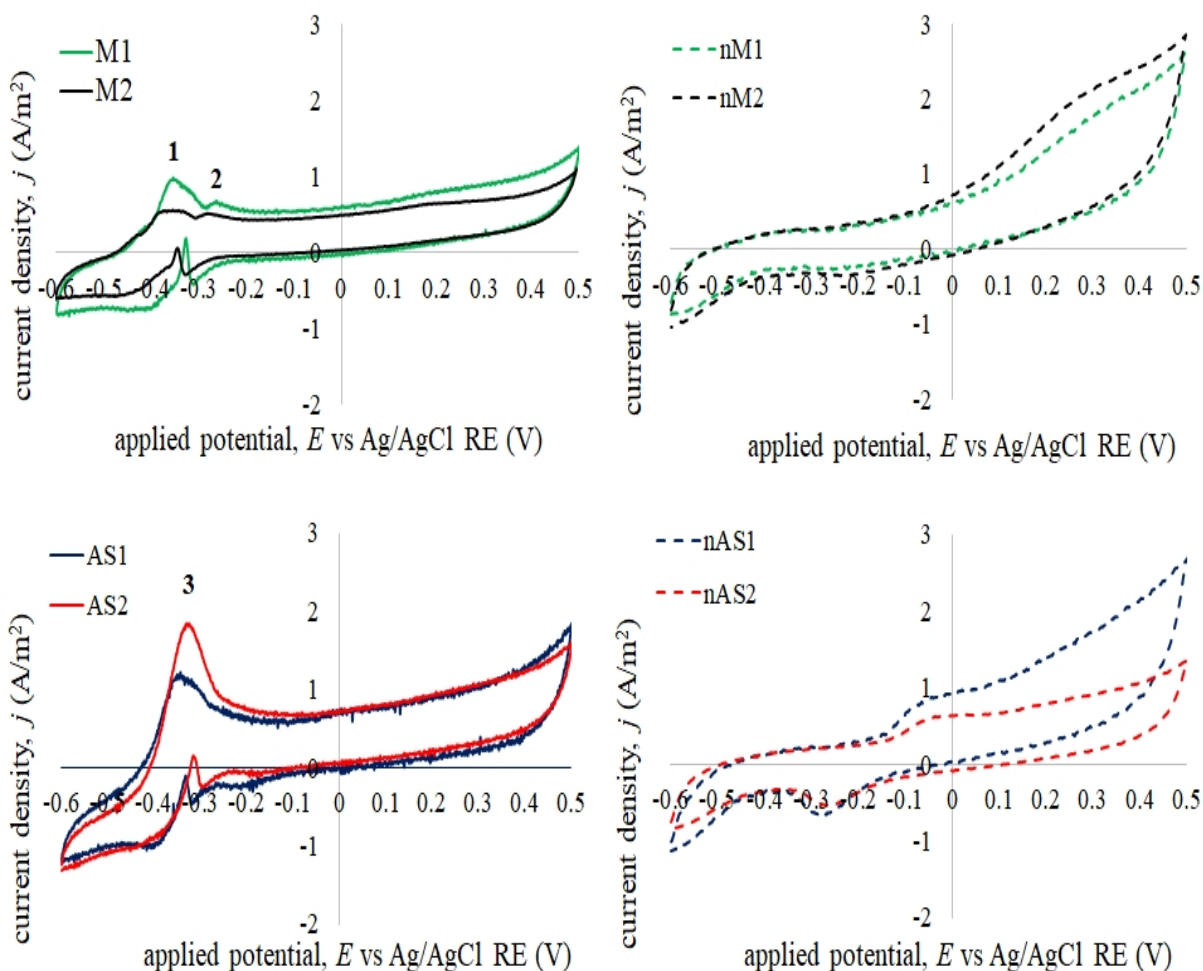 3
M1
M2
2
1
2
1
0
-0.6 -0.5 -0.4 -0.3 -0.2 -0.1 0 0.1 0.2 0.3 0.4 0.5
-1
-2
current density, j (A/m²)
applied potential, E vs Ag/AgCl RE (V)
3
nM1
nM2
2
1
0
-0.6 -0.5 -0.4 -0.3 -0.2 -0.1 0 0.1 0.2 0.3 0.4 0.5
-1
-2
current density, j (A/m²)
applied potential, E vs Ag/AgCl RE (V)
3
AS1
AS2
3
2
1
0
-0.6 -0.5 -0.4 -0.3 -0.2 -0.1 0 0.1 0.2 0.3 0.4 0.5
-1
-2
current density, j (A/m²)
applied potential, E vs Ag/AgCl RE (V)
3
nAS1
nAS2
2
1
0
-0.6 -0.5 -0.4 -0.3 -0.2 -0.1 0 0.1 0.2 0.3 0.4 0.5
-1
-2
current density, j (A/m²)
applied potential, E vs Ag/AgCl RE (V)